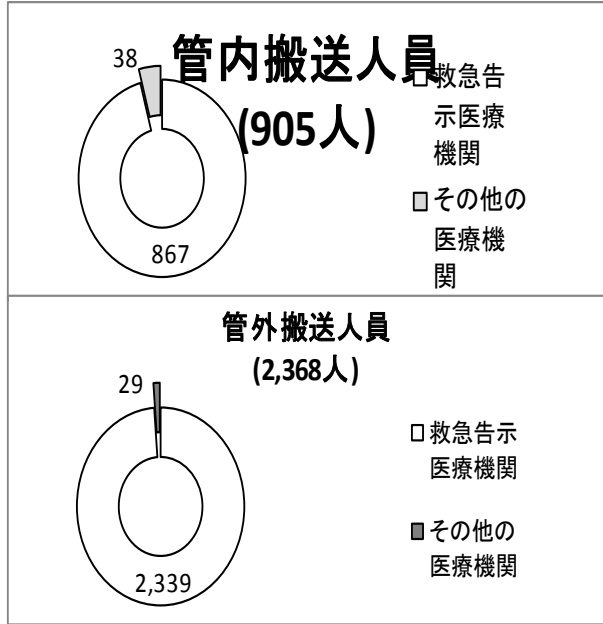 管内搬送人員
(905人)
38
867
救急告
示医療
機関
その他の
医療機
関
管外搬送人員
(2,368人)
29
2,339
救急告示
医療機関
その他の
医療機関